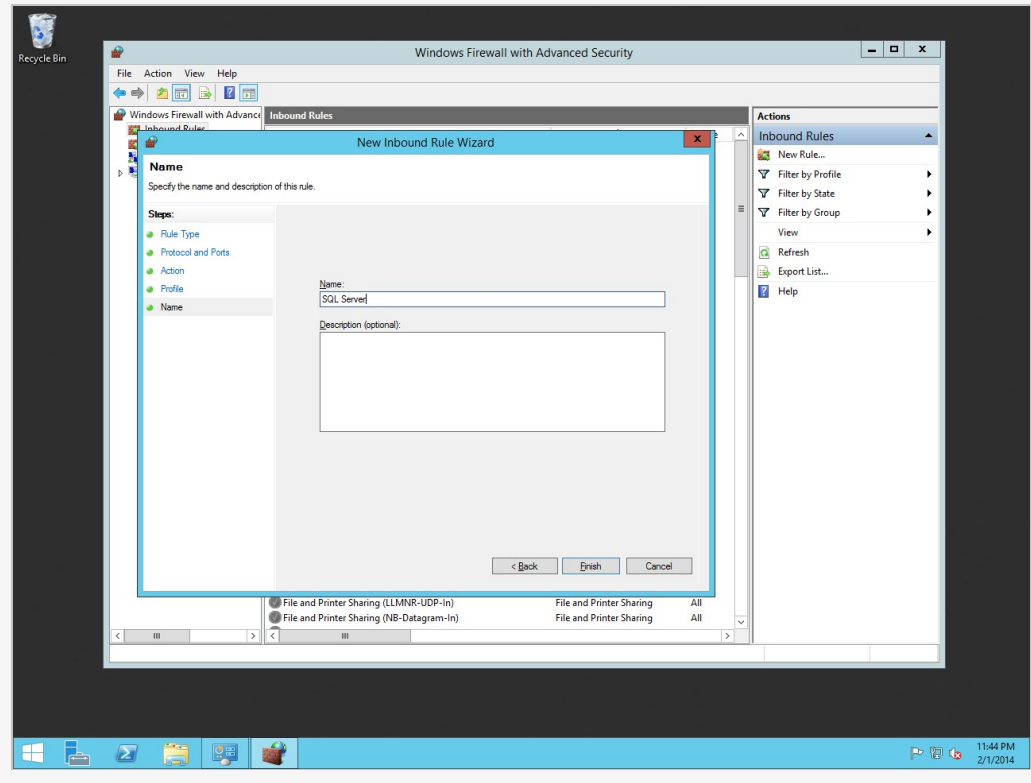 Recycle Bin
Windows Firewall with Advanced Security
File Action View Help
Windows Firewall with Advance
Inbound Rules
Inbound Rules
Actions
Inbound Rules
New Rule...
Filter by Profile
Filter by State
Filter by Group
View
Refresh
Export List...
Help
New Inbound Rule Wizard
Name
Specify the name and description of this rule.
Steps:
Rule Type
Protocol and Ports
Action
Profile
Name
Name:
SQL Server
Description (optional):
< Back Finish Cancel
File and Printer Sharing (LLMNR-UDP-In) File and Printer Sharing All
File and Printer Sharing (NB-Datagram-In) File and Printer Sharing All
11:44 PM
2/1/2014